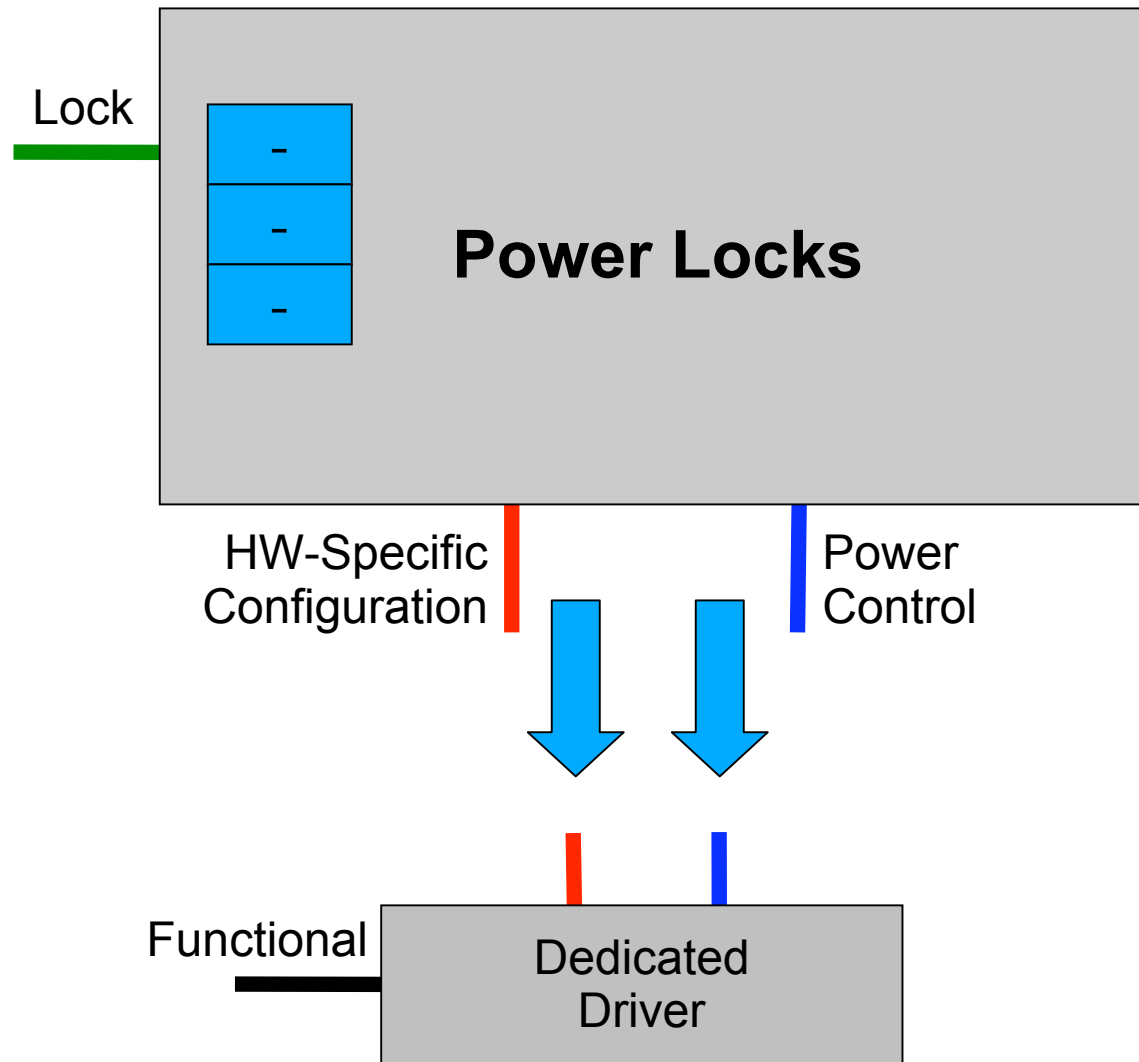 Lock
-
-
-
Power Locks
HW-Specific
Configuration
Power
Control
Functional
Dedicated
Driver